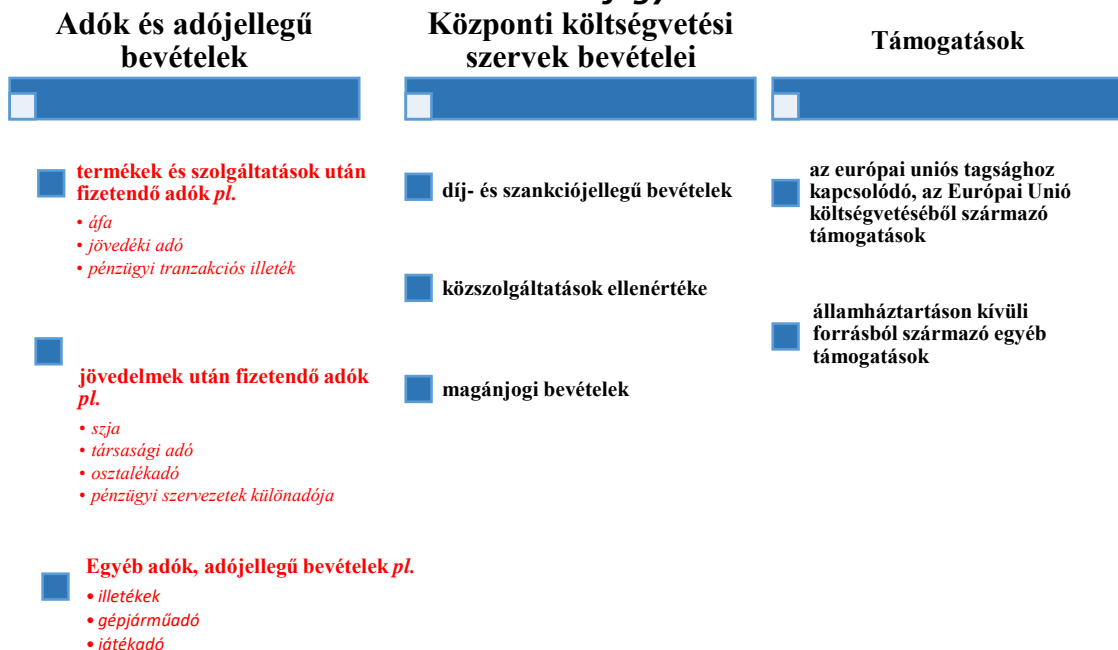 Adók és adójellegű
bevételek
termékek és szolgáltatások után
fizetendő adók pl.
• áfa
• jövedéki adó
• pénzügyi tranzakciós illeték
jövedelmek után fizetendő adók
pl.
• szja
• társasági adó
• osztalékadó
• pénzügyi szervezetek különadója
Egyéb adók, adójellegű bevételek pl.
• illetékek
• gépjárműadó
• játékadó
Központi költségvetési
szervek bevételei
díj- és szankciójellegű bevételek
közszolgáltatások ellenértéke
magánjogi bevételek
Támogatások
az európai uniós tagsághoz
kapcsolódó, az Európai Unió
költségvetéséből származó
támogatások
államháztartáson kívüli
forrásból származó egyéb
támogatások